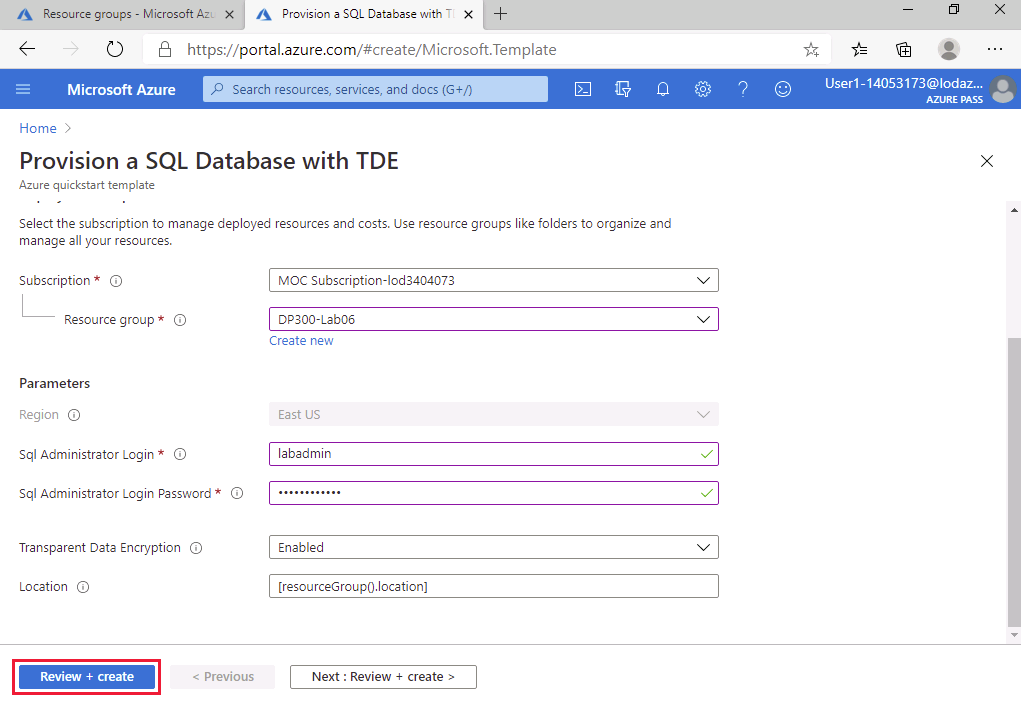 Resource groups - Microsoft Azu
Provision a SQL Database with T
https://portal.azure.com/#create/Microsoft.Template
Microsoft Azure
Search resources, services, and docs (G+/)
User1-14053173@lodaz...
AZURE PASS
Home >
Provision a SQL Database with TDE
Azure quickstart template
Select the subscription to manage deployed resources and costs. Use resource groups like folders to organize and
manage all your resources.
Subscription * MOC Subscription-lod3404073
Resource group * DP300-Lab06
Create new
Parameters
Region East US
Sql Administrator Login * labadmin
Sql Administrator Login Password * ••••••••••••
Transparent Data Encryption Enabled
Location [resourceGroup().location]
Review + create < Previous Next : Review + create >